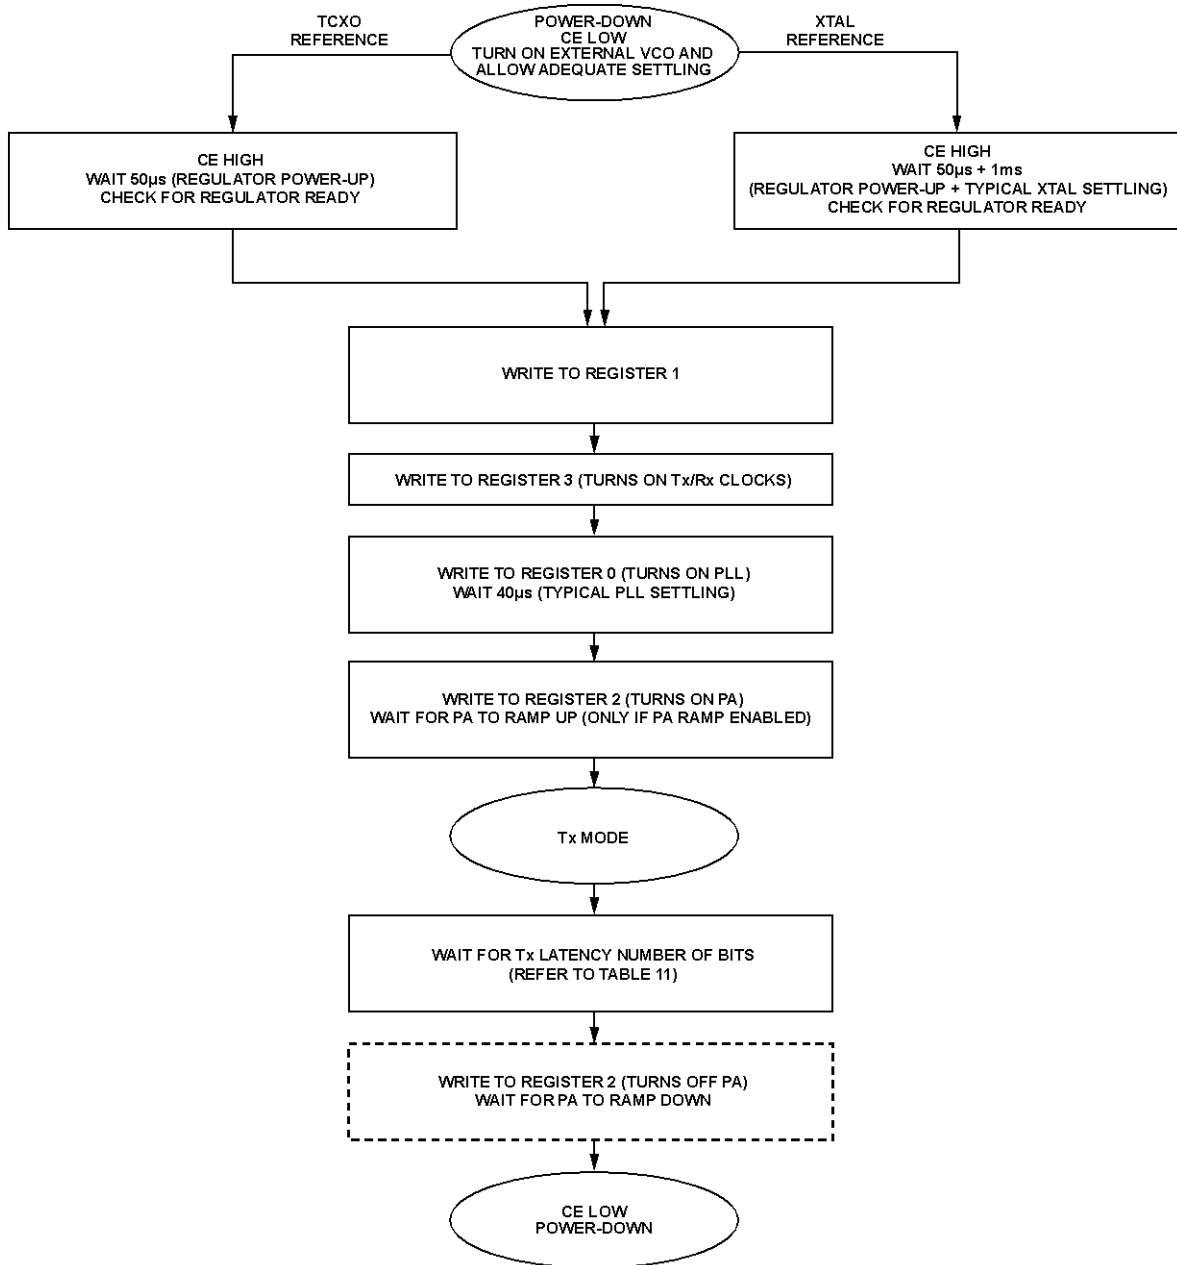 TCXO
REFERENCE
POWER-DOWN
CE LOW
TURN ON EXTERNAL VCO AND
ALLOW ADEQUATE SETTLING
XTAL
REFERENCE
CE HIGH
WAIT 50µs (REGULATOR POWER-UP)
CHECK FOR REGULATOR READY
CE HIGH
WAIT 50µs + 1ms
(REGULATOR POWER-UP + TYPICAL XTAL SETTLING)
CHECK FOR REGULATOR READY
WRITE TO REGISTER 1
WRITE TO REGISTER 3 (TURNS ON Tx/Rx CLOCKS)
WRITE TO REGISTER 0 (TURNS ON PLL)
WAIT 40µs (TYPICAL PLL SETTLING)
WRITE TO REGISTER 2 (TURNS ON PA)
WAIT FOR PA TO RAMP UP (ONLY IF PA RAMP ENABLED)
Tx MODE
WAIT FOR Tx LATENCY NUMBER OF BITS
(REFER TO TABLE 11)
WRITE TO REGISTER 2 (TURNS OFF PA)
WAIT FOR PA TO RAMP DOWN
CE LOW
POWER-DOWN